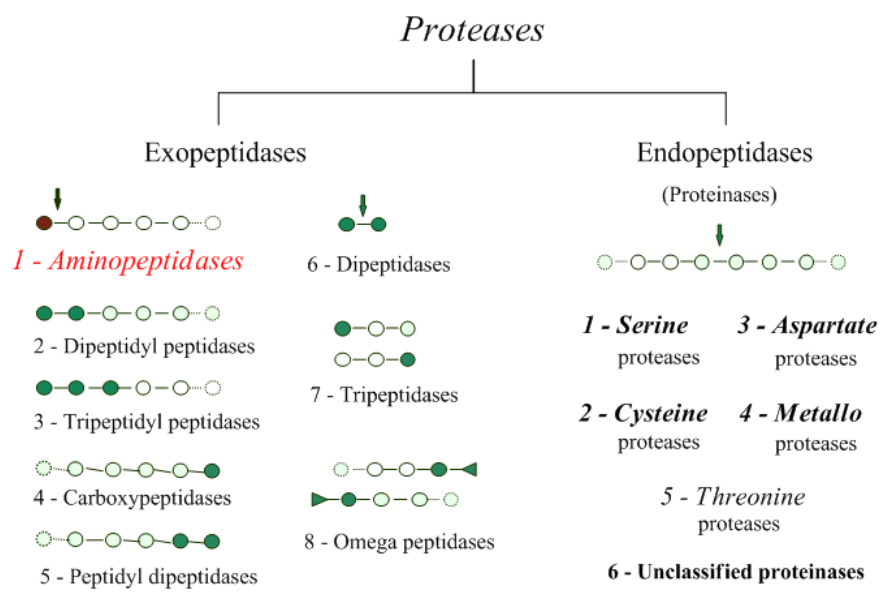 Proteases
Exopeptidases
1 - Aminopeptidases
2 - Dipeptidyl peptidases
3 - Tripeptidyl peptidases
4 - Carboxypeptidases
5 - Peptidyl dipeptidases
6 - Dipeptidases
7 - Tripeptidases
8 - Omega peptidases
Endopeptidases
(Proteinases)
1 - Serine
proteases
2 - Cysteine
proteases
3 - Aspartate
proteases
4 - Metallo
proteases
5 - Threonine
proteases
6 - Unclassified proteinases